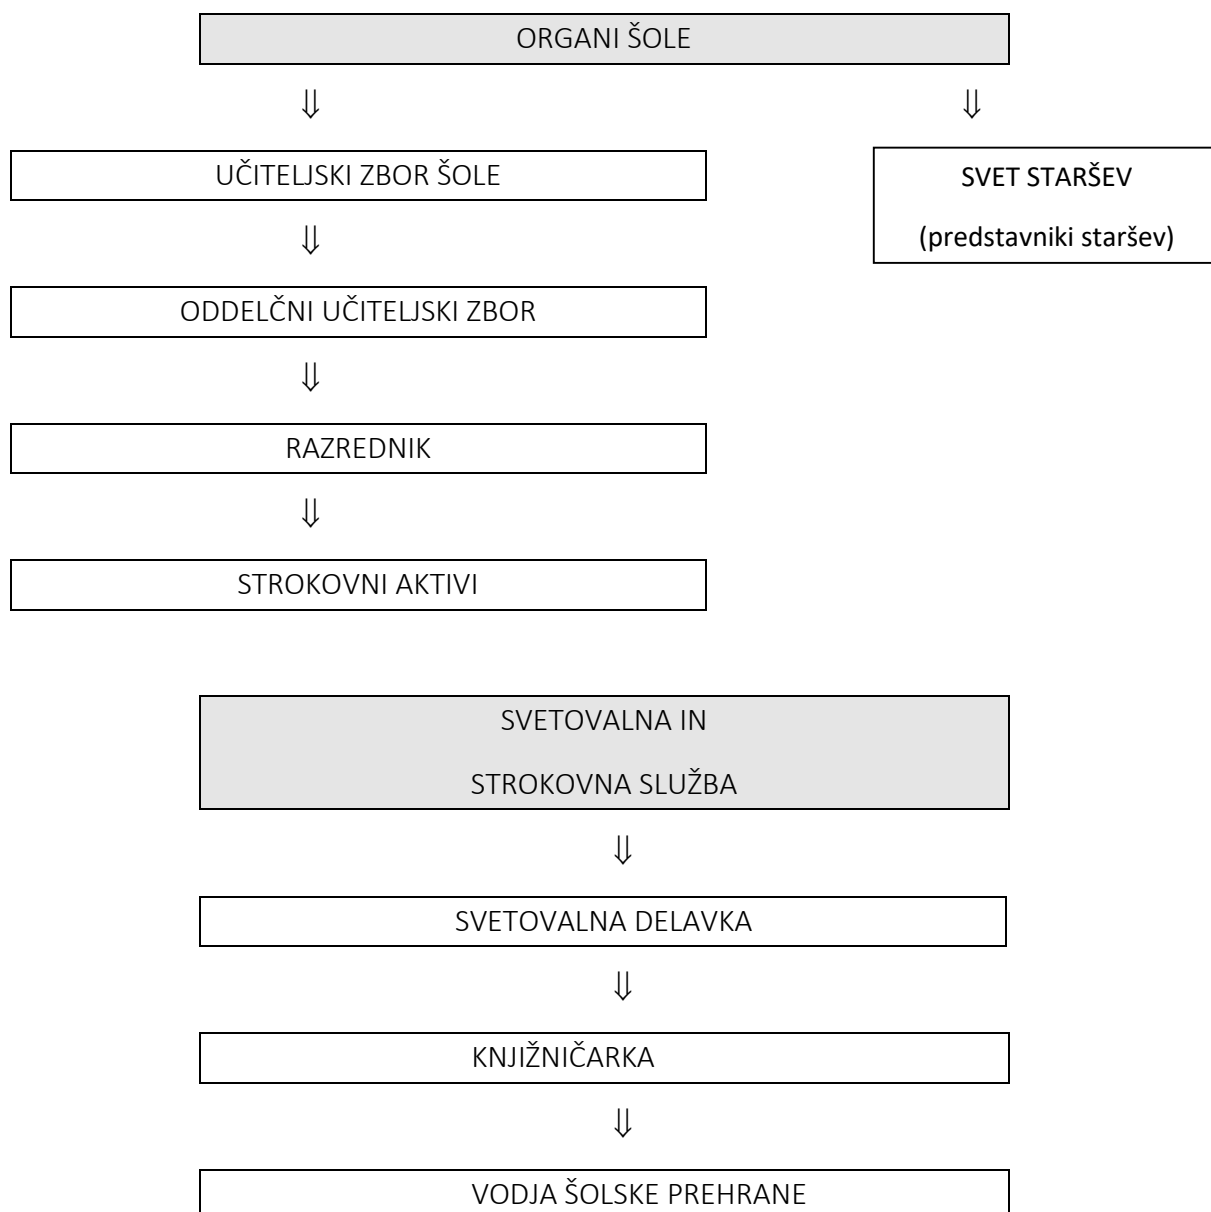 ORGANI ŠOLE
UČITELJSKI ZBOR ŠOLE
SVET STARŠEV
(predstavniki staršev)
ODDELČNI UČITELJSKI ZBOR
RAZREDNIK
STROKOVNI AKTIVI
SVETOVALNA IN
STROKOVNA SLUŽBA
SVETOVALNA DELAVKA
KNJIŽNIČARKA
VODJA ŠOLSKE PREHRANE